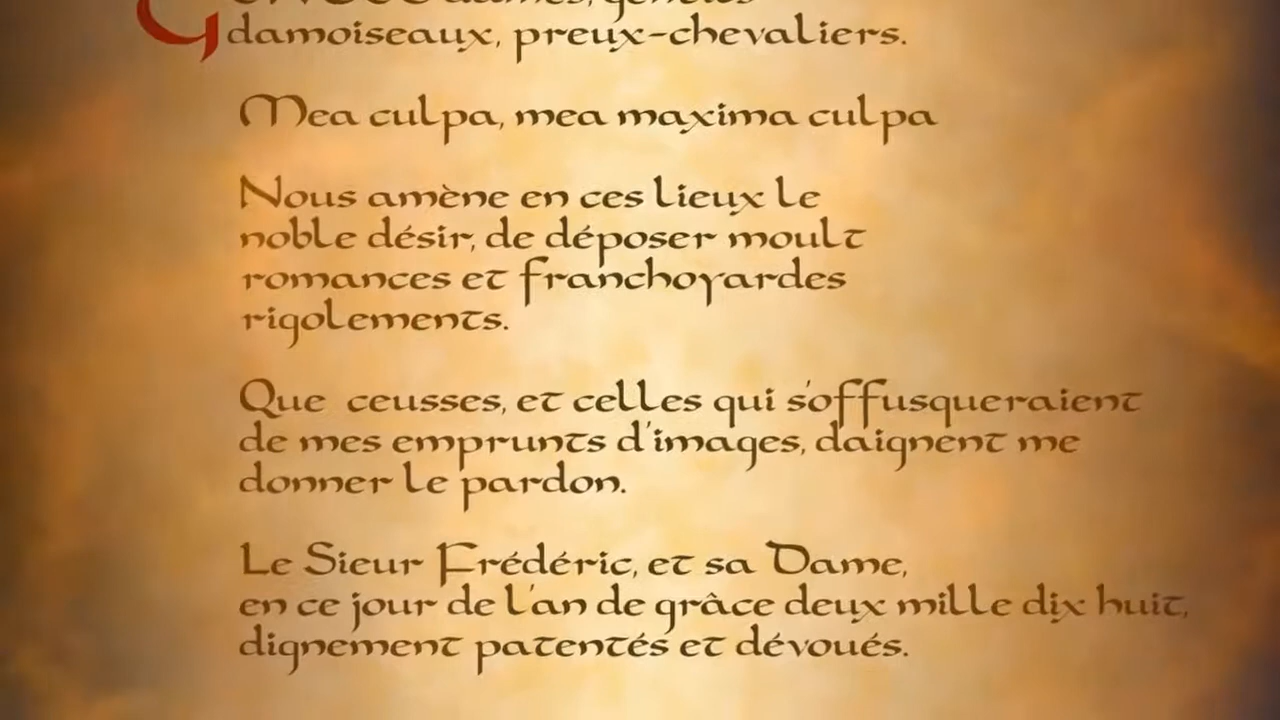 damoiseaux, preux-chevaliers.
Mea culpa, mea maxima culpa
Nous amène en ces lieux le
noble désir, de déposer moult
romances et franchoyardes
rigolements.
Que ceusses, et celles qui s'offusqueraient
de mes emprunts d'images, daignent me
donner le pardon.
Le Sieur Frédéric, et sa Dame,
en ce jour de l'an de grâce deux mille dix huit,
dignement patentés et dévoués.